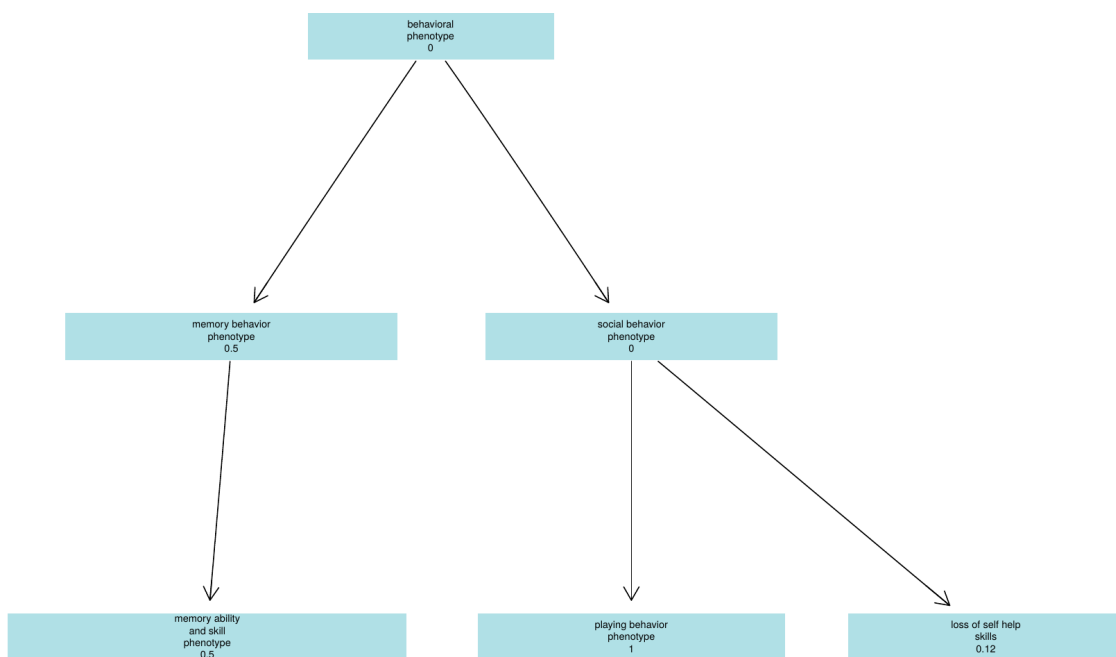 behavioral
phenotype
0
memory behavior
phenotype
0.5
social behavior
phenotype
0
memory ability
and skill
phenotype
0.5
playing behavior
phenotype
1
loss of self help
skills
0.12